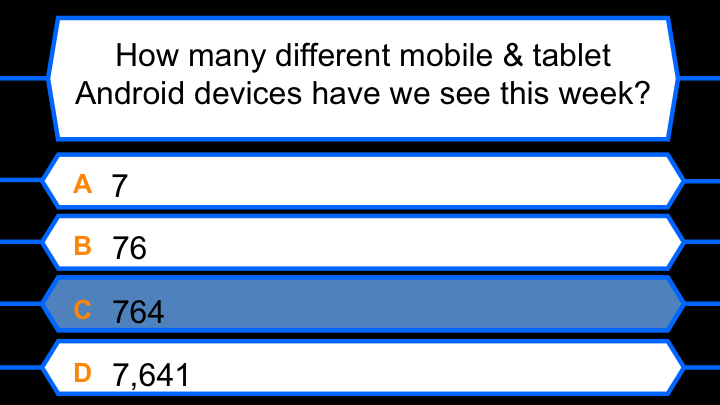 How many different mobile & tablet
Android devices have we see this week?
A 7
B 76
C 764
D 7,641